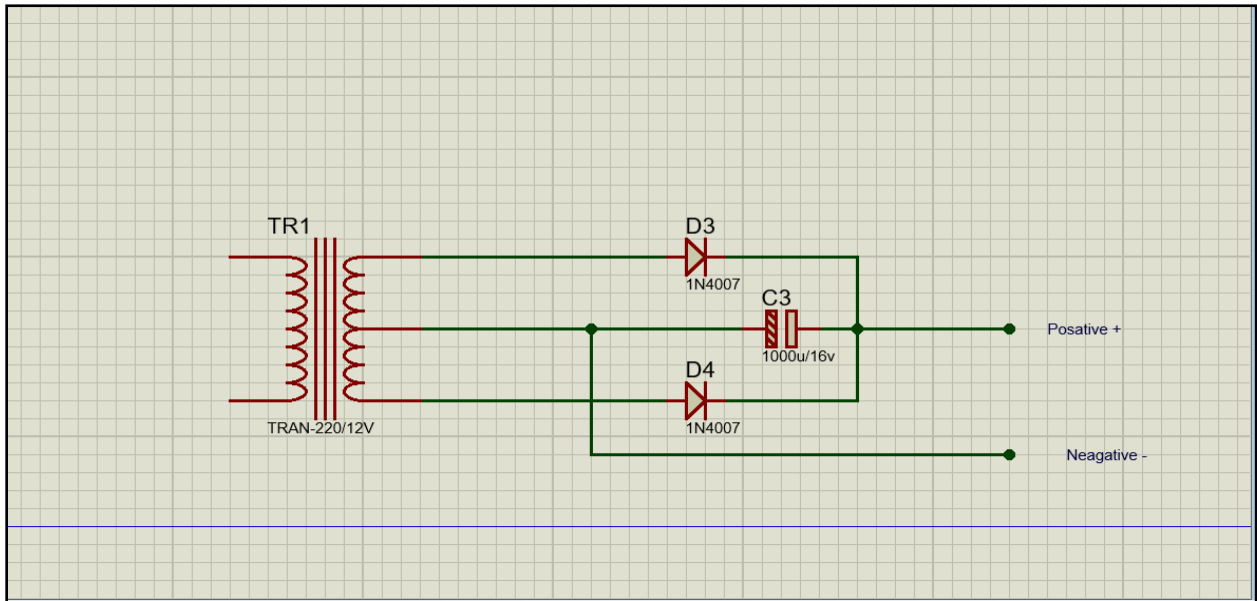 TR1
D3
1N4007
C3
Posative +
1000u/16v
D4
TRAN-220/12V
1N4007
Neagative -